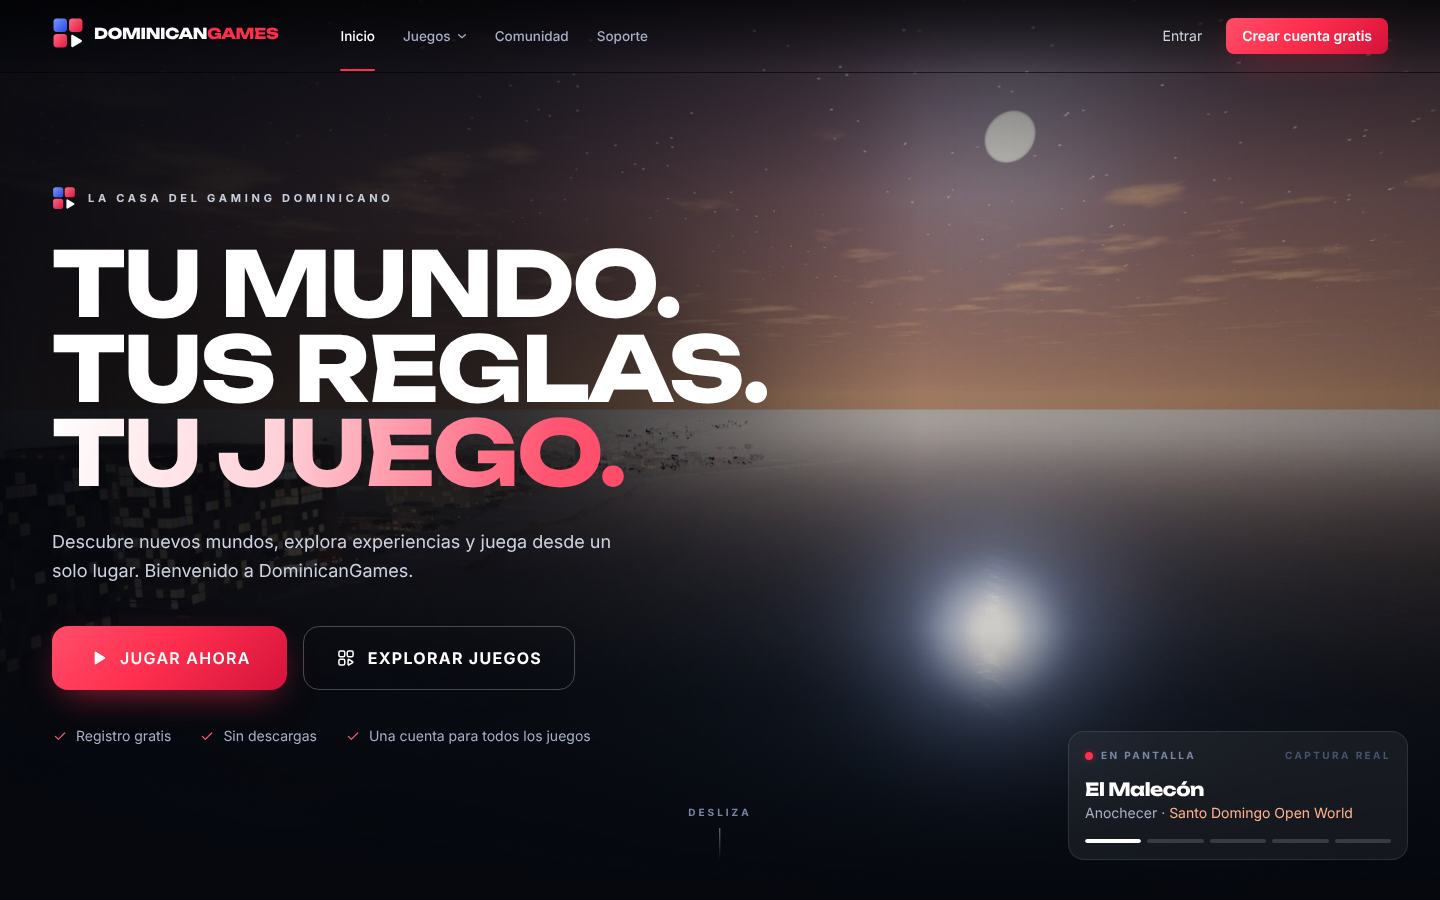 DOMINICANGAMES
Inicio
Juegos
Comunidad
Soporte
Entrar
Crear cuenta gratis
LA CASA DEL GAMING DOMINICANO
TU MUNDO.
TUS REGLAS.
TU JUEGO.
Descubre nuevos mundos, explora experiencias y juega desde un
solo lugar. Bienvenido a DominicanGames.
JUGAR AHORA
EXPLORAR JUEGOS
Registro gratis
Sin descargas
Una cuenta para todos los juegos
DESLIZA
EN PANTALLA
CAPTURA REAL
El Malecón
Anochecer · Santo Domingo Open World